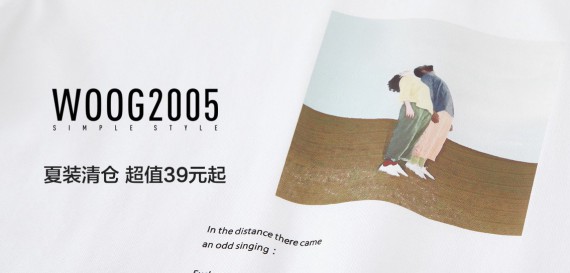 WOOG2005
SIMPLE STYLE
夏装清仓 超值39元起
In the distance there came
an odd singing :